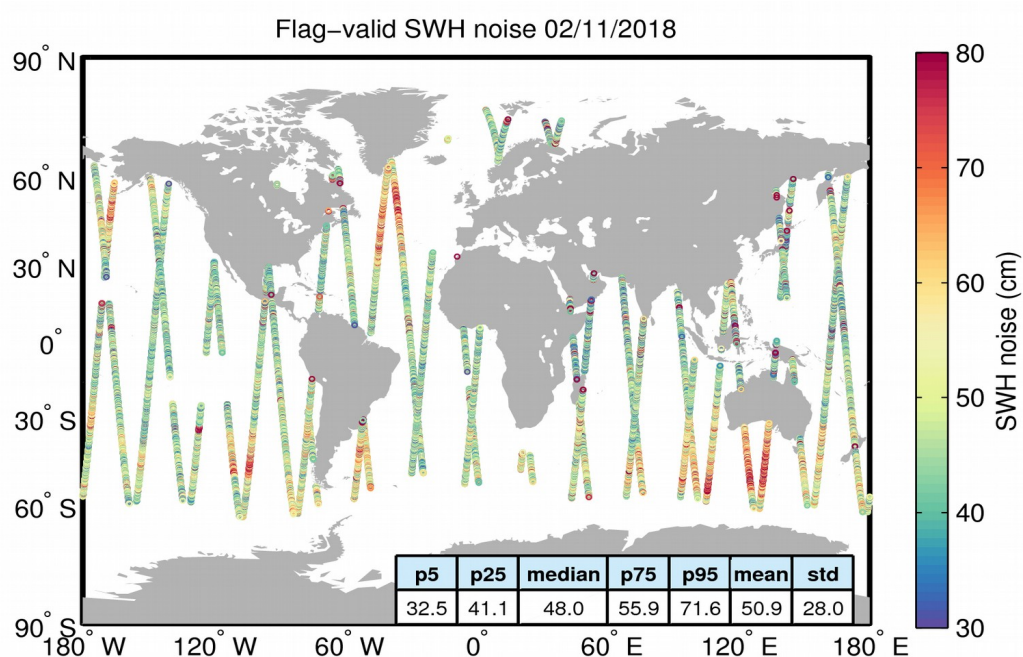 Flag−valid SWH noise 02/11/2018
90° N
60° N
30° N
0°
30° S
60° S
90° S
180° W
120° W
60° W
0°
60° E
120° E
180° E
80
70
60
50
40
30
SWH noise (cm)
p5 p25 median p75 p95 mean std
32.5 41.1 48.0 55.9 71.6 50.9 28.0